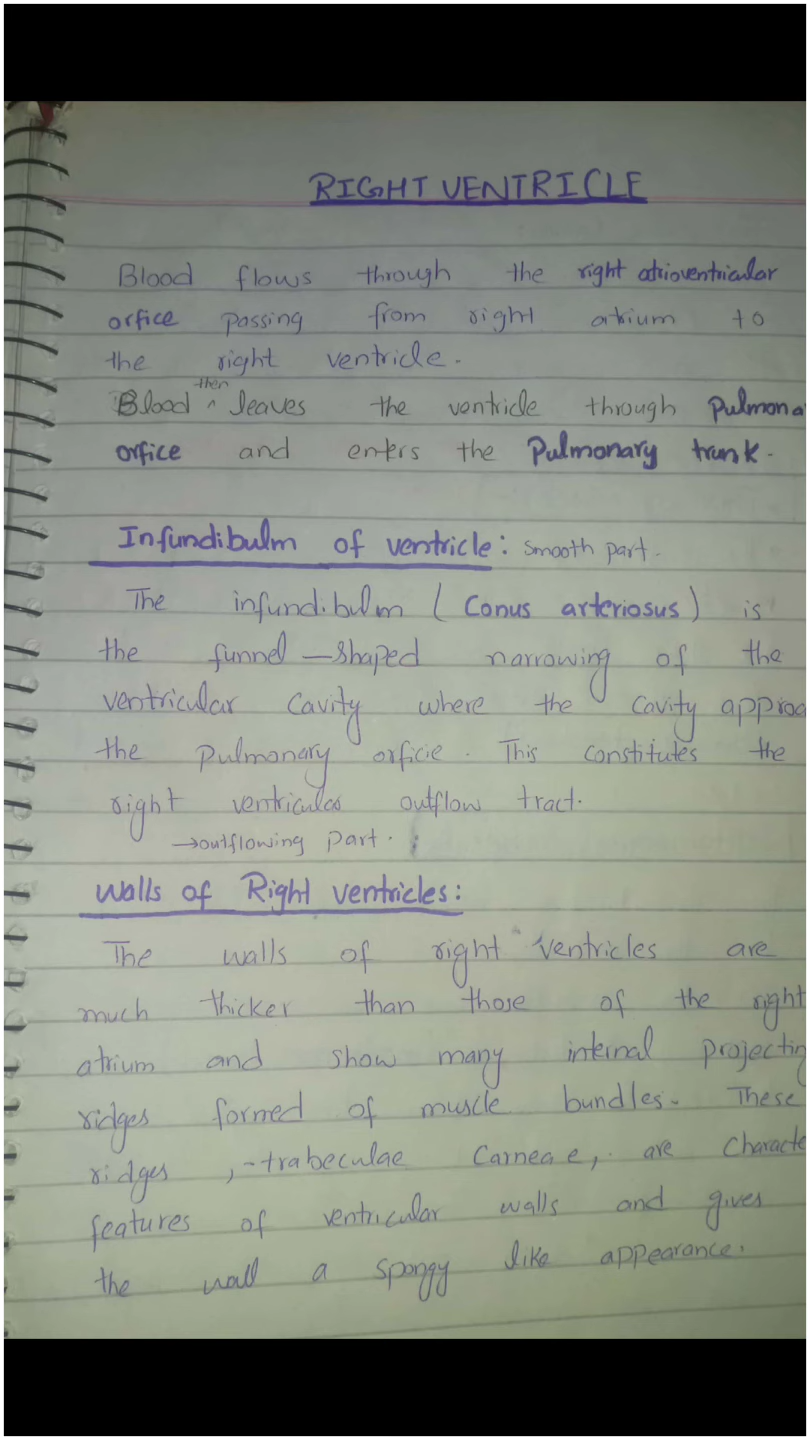 RIGHT VENTRICLE
Blood flows through the right atrioventricular
orfice passing from right atrium to
the right ventricle.
then
Blood ^ leaves the ventricle through Pulmona
orfice and enters the Pulmonary trunk.
Infundibulm of ventricle: smooth part.
The infundibulm (Conus arteriosus) is
the funnel-shaped narrowing of the
ventricular cavity where the cavity approa
the pulmonary orficie. This constitutes the
right ventricular outflow tract.
→outflowing part.
Walls of Right ventricles:
The walls of right ventricles are
much thicker than those of the right
atrium and show many internal projecting
ridges formed of muscle bundles. These
ridges, -trabeculae Carneae, are characte
features of ventricular walls and gives
the wall a spongy like appearance.